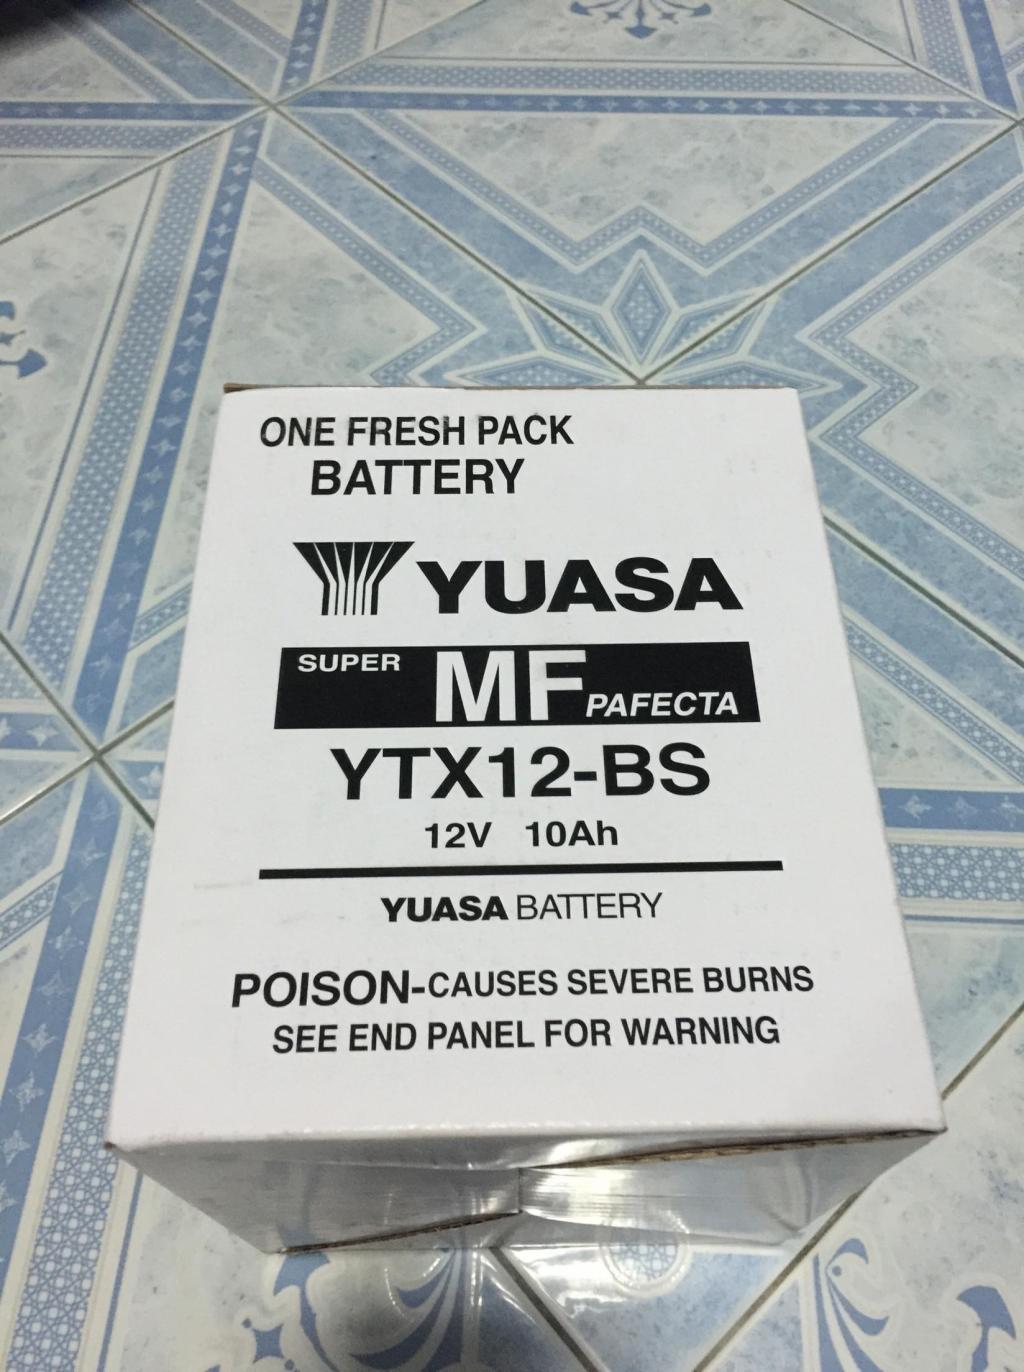 ONE FRESH PACK
BATTERY
YUASA
SUPER MF PAFECTA
YTX12-BS
12V 10Ah
YUASA BATTERY
POISON-CAUSES SEVERE BURNS
SEE END PANEL FOR WARNING